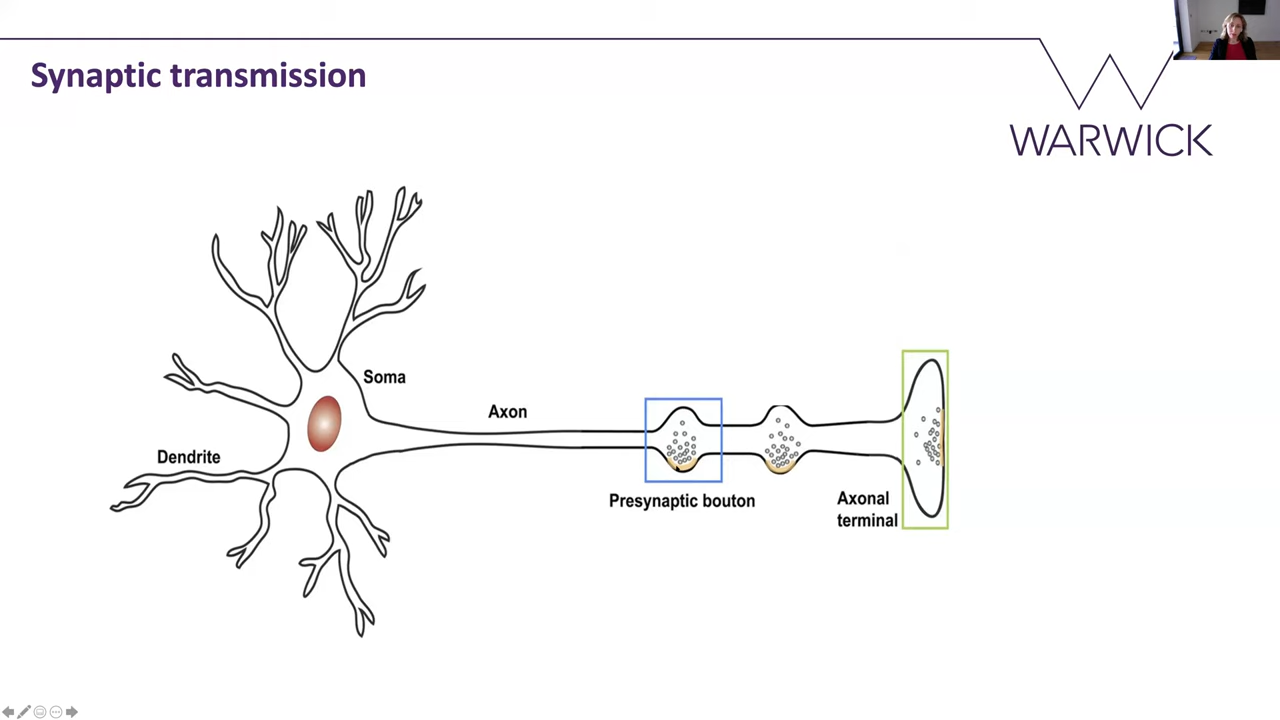 Synaptic transmission
WARWICK
Soma
Axon
Dendrite
Presynaptic bouton
Axonal
terminal